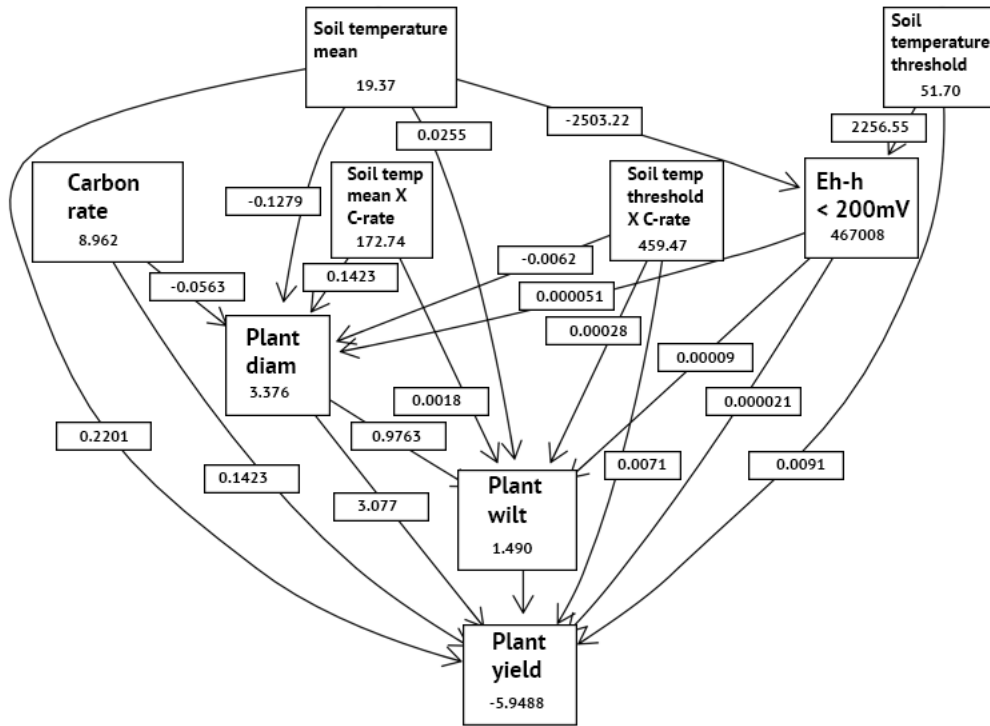 Soil temperature
mean
19.37
Soil
temperature
threshold
51.70
0.0255
-2503.22
2256.55
Carbon
rate
8.962
-0.1279
Soil temp
mean X
C-rate
172.74
Soil temp
threshold
X C-rate
459.47
Eh-h
< 200mV
467008
-0.0563
0.1423
-0.0062
0.000051
Plant
diam
3.376
0.00028
0.00009
0.0018
0.000021
0.2201
0.9763
0.0071
0.0091
0.1423
3.077
Plant
wilt
1.490
Plant
yield
-5.9488